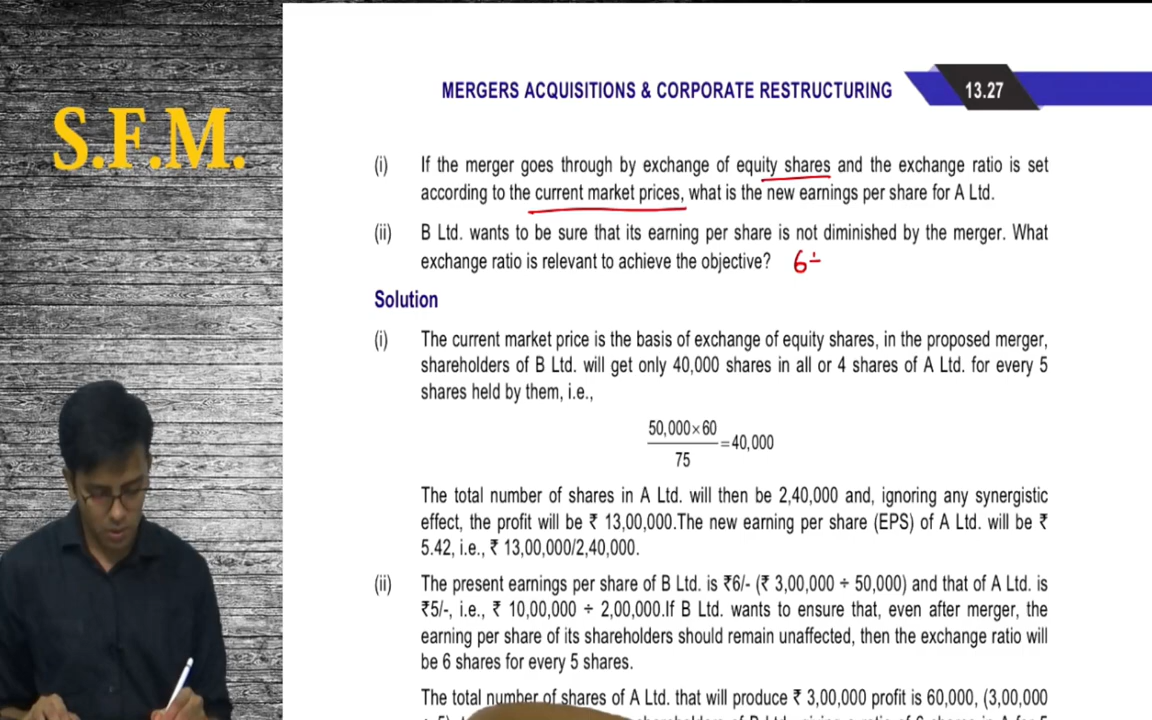 S.F.M.
MERGERS ACQUISITIONS & CORPORATE RESTRUCTURING 13.27
(i) If the merger goes through by exchange of equity shares and the exchange ratio is set
according to the current market prices, what is the new earnings per share for A Ltd.
(ii) B Ltd. wants to be sure that its earning per share is not diminished by the merger. What
exchange ratio is relevant to achieve the objective? 6÷
Solution
(i) The current market price is the basis of exchange of equity shares, in the proposed merger,
shareholders of B Ltd. will get only 40,000 shares in all or 4 shares of A Ltd. for every 5
shares held by them, i.e.,
50,000×60
=40,000
75
The total number of shares in A Ltd. will then be 2,40,000 and, ignoring any synergistic
effect, the profit will be ₹ 13,00,000.The new earning per share (EPS) of A Ltd. will be ₹
5.42, i.e., ₹ 13,00,000/2,40,000.
(ii) The present earnings per share of B Ltd. is ₹6/- (₹ 3,00,000 ÷ 50,000) and that of A Ltd. is
₹5/-, i.e., ₹ 10,00,000 ÷ 2,00,000.If B Ltd. wants to ensure that, even after merger, the
earning per share of its shareholders should remain unaffected, then the exchange ratio will
be 6 shares for every 5 shares.
The total number of shares of A Ltd. that will produce ₹ 3,00,000 profit is 60,000, (3,00,000